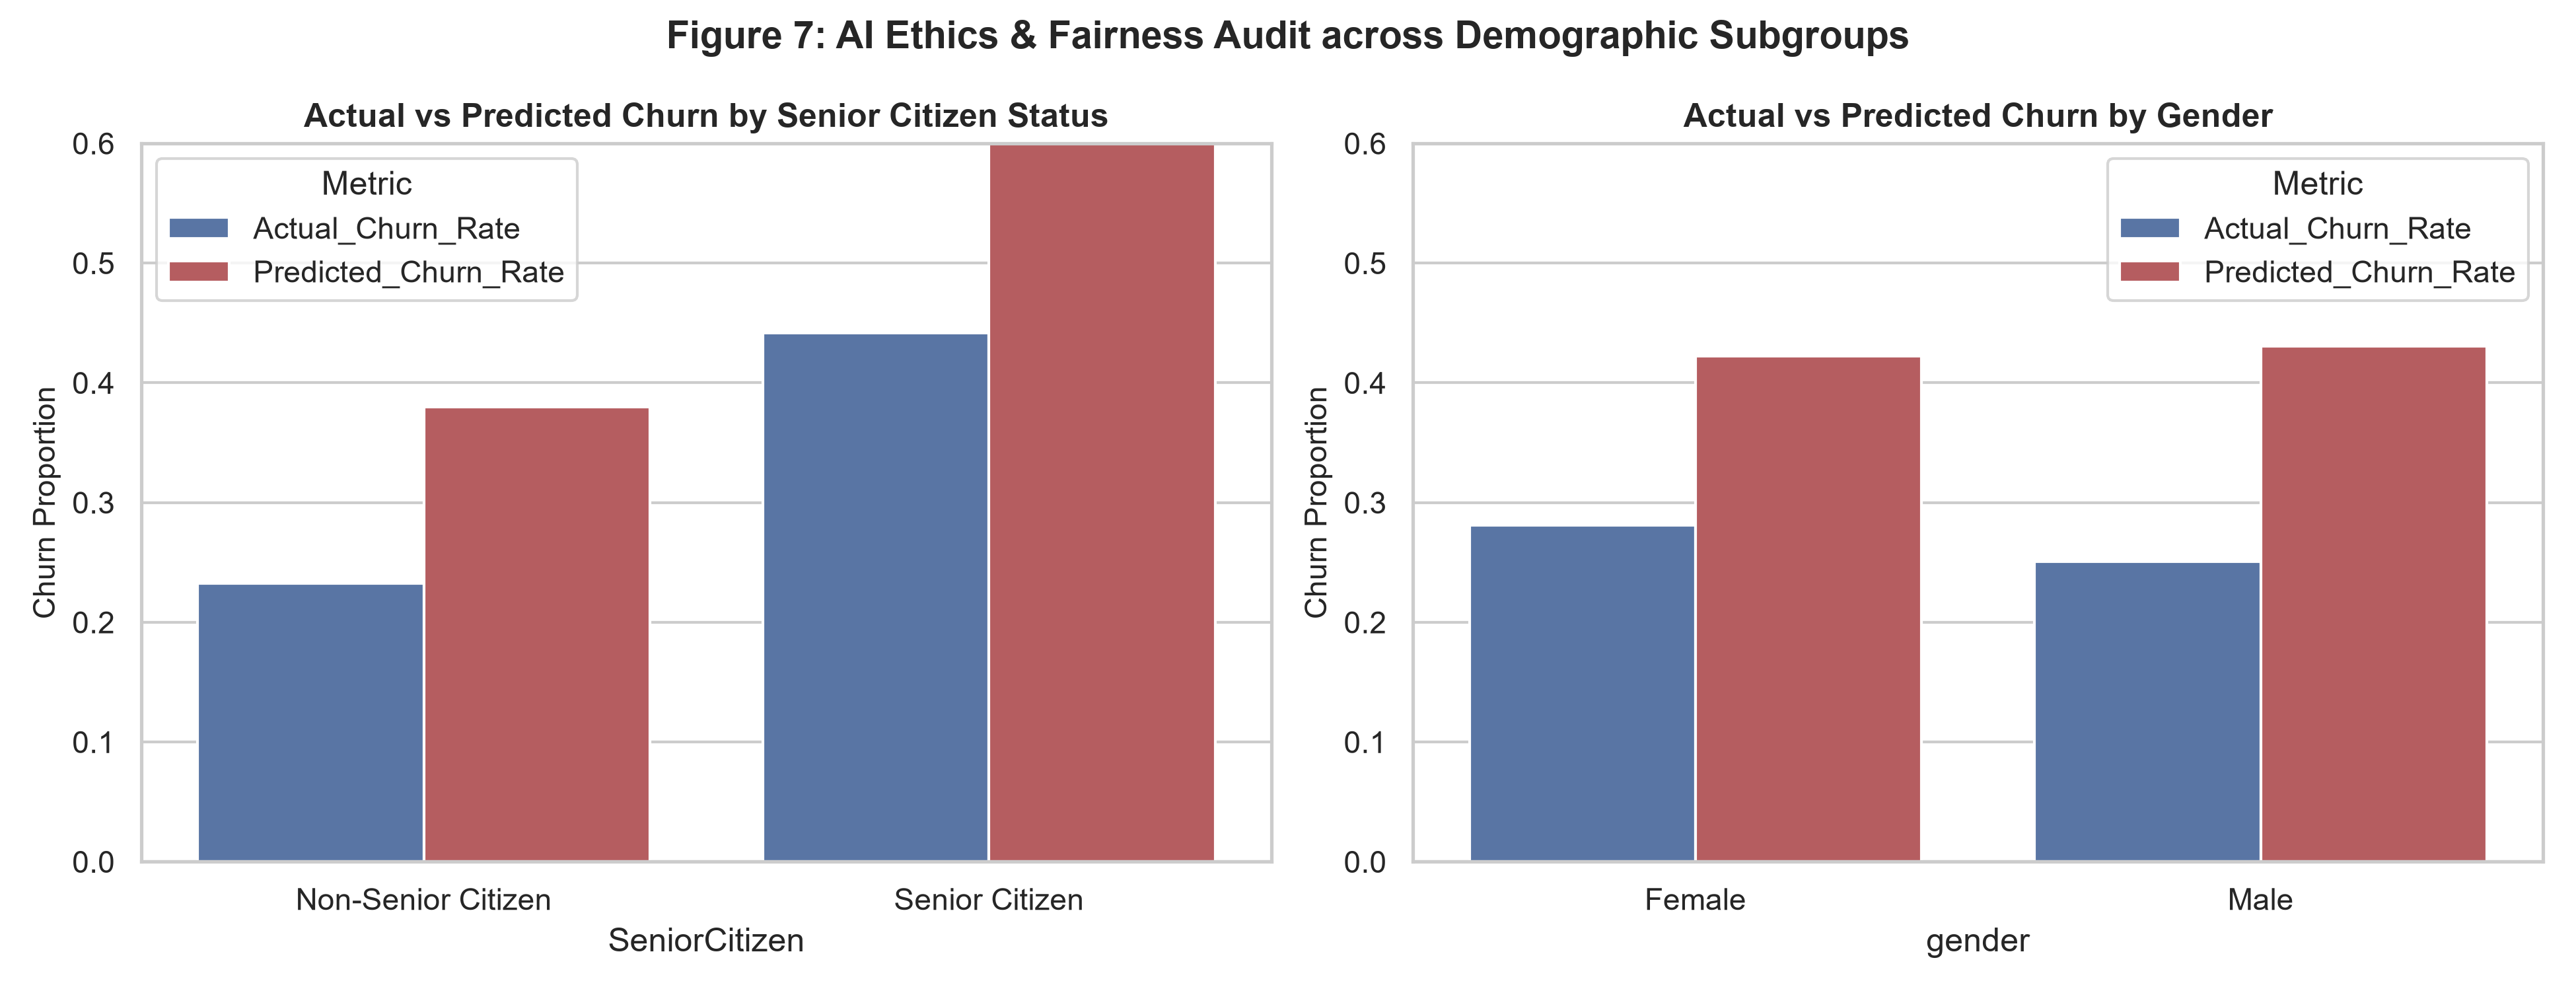 Figure 7: AI Ethics & Fairness Audit across Demographic Subgroups
Actual vs Predicted Churn by Senior Citizen Status
Metric
Actual_Churn_Rate
Predicted_Churn_Rate
Churn Proportion
0.6
0.5
0.4
0.3
0.2
0.1
0.0
Non-Senior Citizen
Senior Citizen
SeniorCitizen
Actual vs Predicted Churn by Gender
Metric
Actual_Churn_Rate
Predicted_Churn_Rate
Churn Proportion
0.6
0.5
0.4
0.3
0.2
0.1
0.0
Female
Male
gender